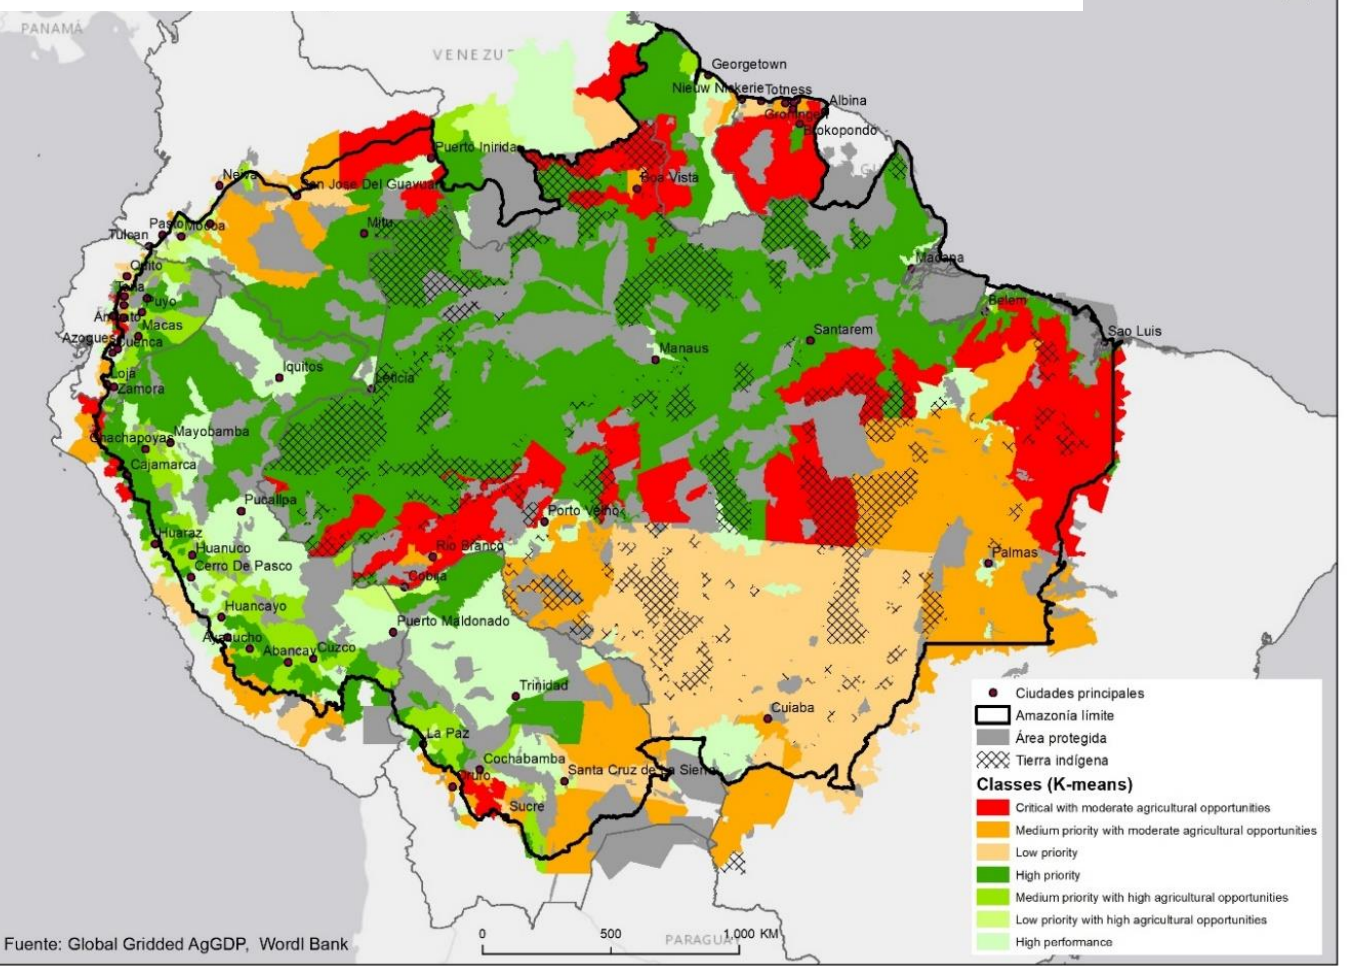 PANAMÁ
VENEZU
Georgetown
Nieuw Nickerie
Totness
Albina
Groningen
Brokopondo
GU
Puerto Inirida
Neiva
San Jose Del Guaviare
Boa Vista
Mitu
Pasto
Mocoa
Tulcan
Quito
Macapa
Tena
Puyo
Belem
Ambato
Macas
Santarem
Sao Luis
Azogues
Cuenca
Manaus
Iquitos
Leticia
Loja
Zamora
Chachapoyas
Mayobamba
Cajamarca
Pucallpa
Porto Velho
Huaraz
Huanuco
Rio Branco
Palmas
Cerro De Pasco
Cobija
Huancayo
Puerto Maldonado
Ayacucho
Abancay
Cuzco
Trinidad
Cuiaba
La Paz
Cochabamba
Santa Cruz de La Sierra
Oruro
Sucre
Ciudades principales
Amazonía límite
Área protegida
Tierra indígena
Classes (K-means)
Critical with moderate agricultural opportunities
Medium priority with moderate agricultural opportunities
Low priority
High priority
Medium priority with high agricultural opportunities
Low priority with high agricultural opportunities
High performance
0 500 1,000 KM
PARAGUAY
Fuente: Global Gridded AgGDP, Wordl Bank